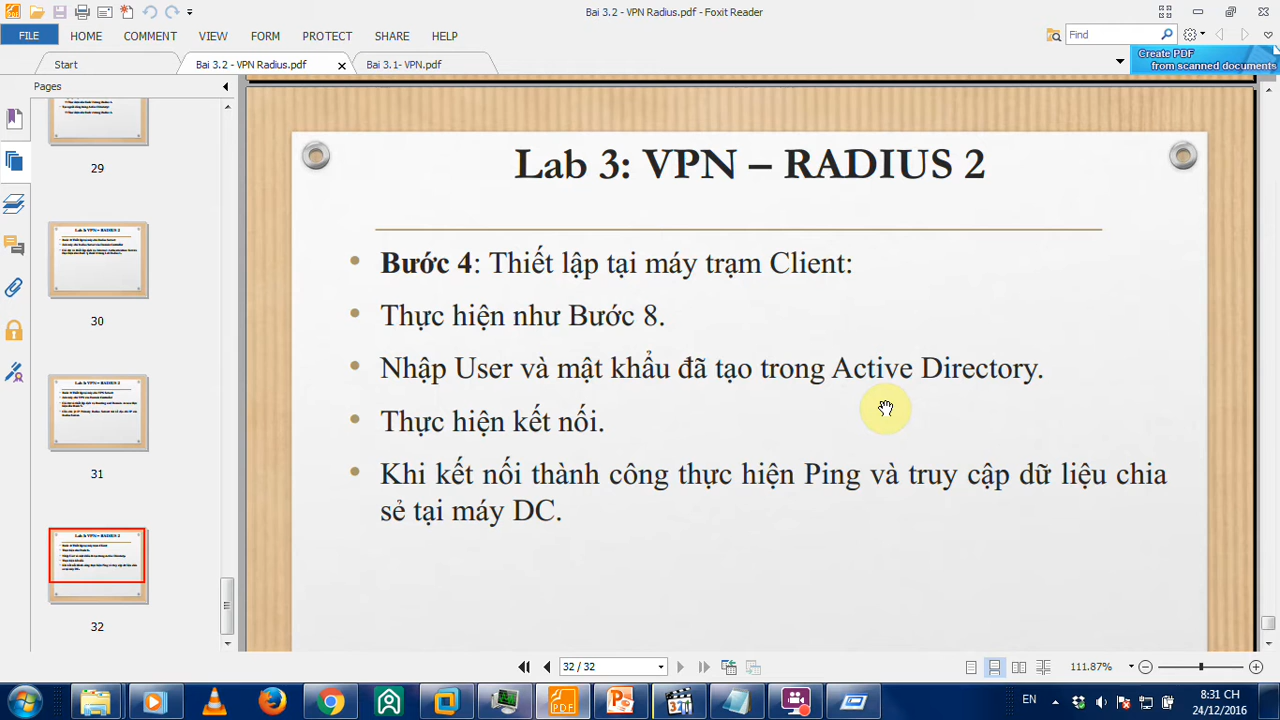 Bai 3.2 - VPN Radius.pdf - Foxit Reader
FILE HOME COMMENT VIEW FORM PROTECT SHARE HELP
Find
Start Bai 3.2 - VPN Radius.pdf Bai 3.1- VPN.pdf
Create PDF
from scanned documents
Pages
29
30
31
32
Lab 3: VPN – RADIUS 2
• Bước 4: Thiết lập tại máy trạm Client:
• Thực hiện như Bước 8.
• Nhập User và mật khẩu đã tạo trong Active Directory.
• Thực hiện kết nối.
• Khi kết nối thành công thực hiện Ping và truy cập dữ liệu chia
sẻ tại máy DC.
32 / 32
111.87%
EN
8:31 CH
24/12/2016